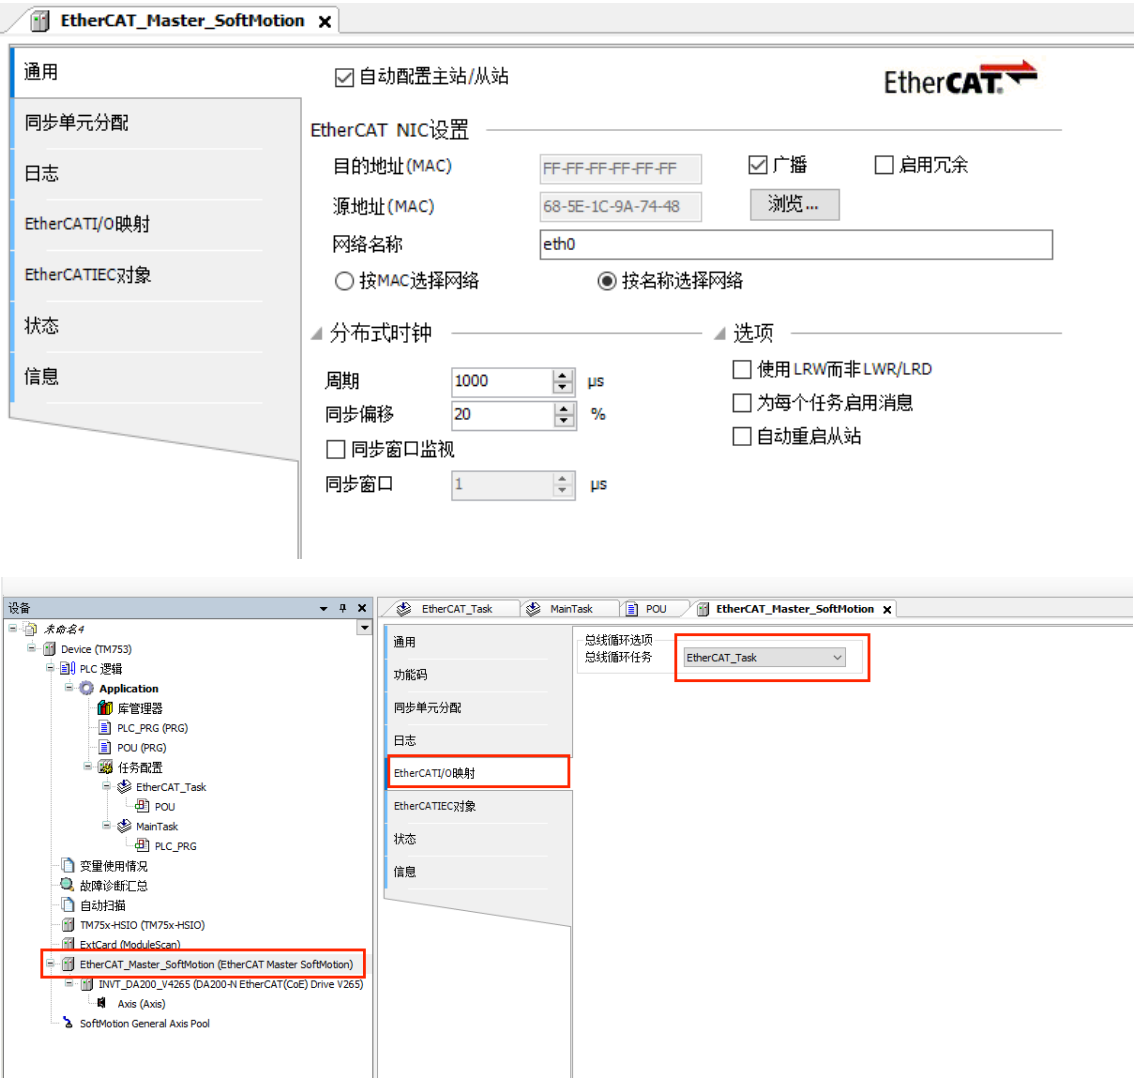 EtherCAT_Master_SoftMotion x
通用
自动配置主站/从站
EtherCAT.
同步单元分配
EtherCAT NIC设置
目的地址(MAC) FF-FF-FF-FF-FF-FF 广播 启用冗余
日志
源地址(MAC) 68-5E-1C-9A-74-48 浏览...
EtherCATI/O映射
网络名称 eth0
EtherCATIEC对象
按MAC选择网络 按名称选择网络
状态
分布式时钟 选项
信息
周期 1000 µs
使用LRW而非LWR/LRD
同步偏移 20 %
为每个任务启用消息
同步窗口监视
自动重启从站
同步窗口 1 µs
设备
未命名4
Device (TM753)
PLC 逻辑
Application
库管理器
PLC_PRG (PRG)
POU (PRG)
任务配置
EtherCAT_Task
POU
MainTask
PLC_PRG
变量使用情况
故障诊断汇总
自动扫描
TM75x-HSIO (TM75x-HSIO)
ExtCard (ModuleScan)
EtherCAT_Master_SoftMotion (EtherCAT Master SoftMotion)
INVT_DA200_V4265 (DA200-N EtherCAT(CoE) Drive V265)
Axis (Axis)
SoftMotion General Axis Pool
EtherCAT_Task MainTask POU EtherCAT_Master_SoftMotion x
通用
功能码
同步单元分配
日志
EtherCATI/O映射
EtherCATIEC对象
状态
信息
总线循环选项
总线循环任务 EtherCAT_Task